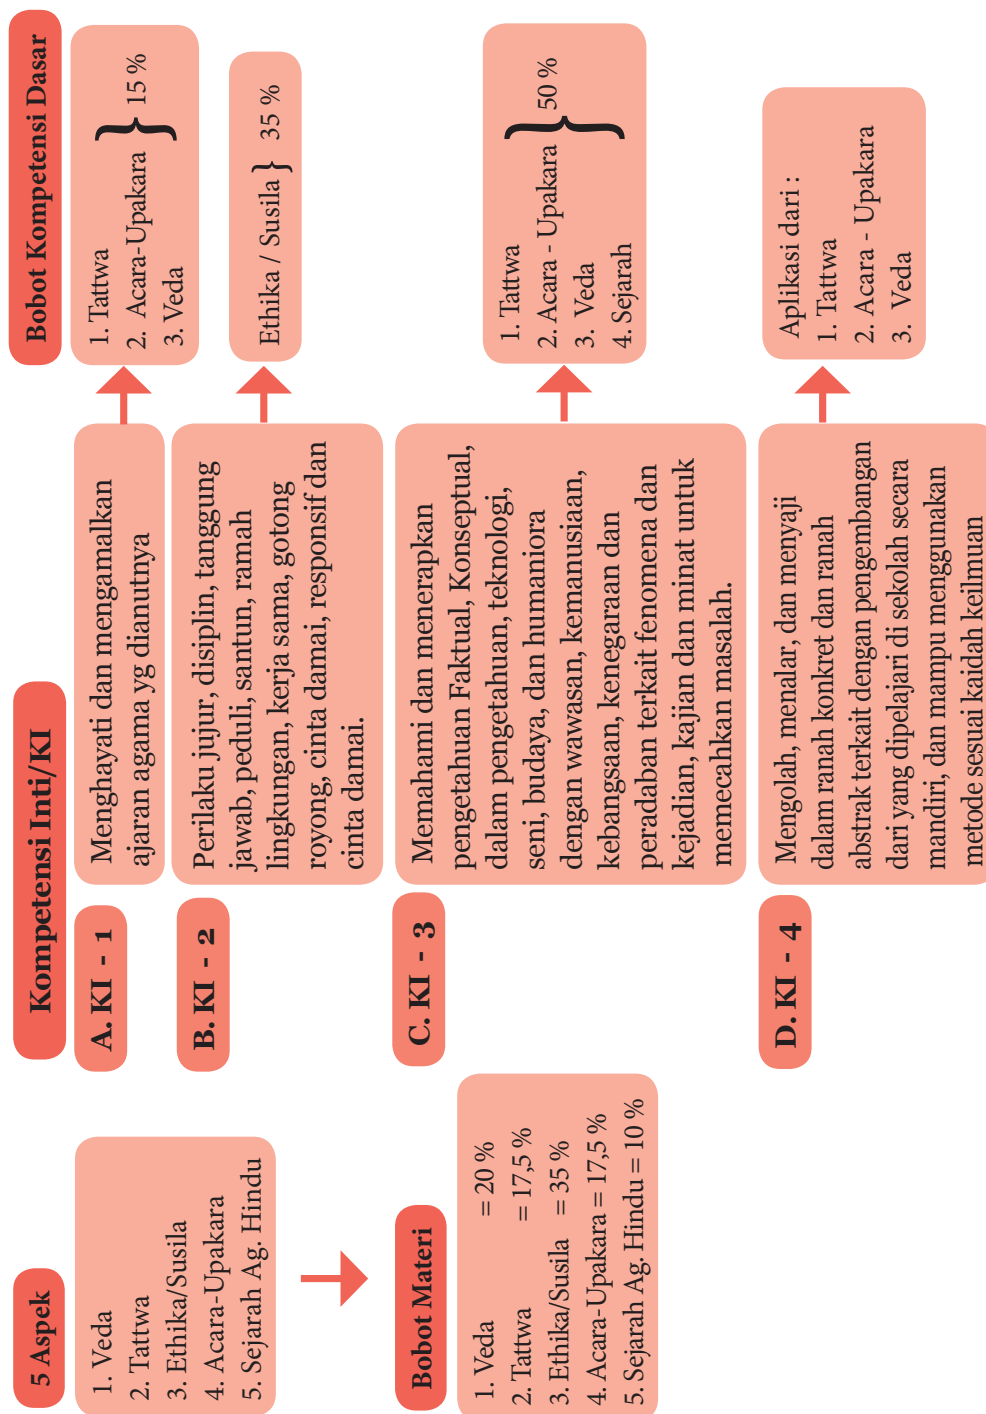 5 Aspek
1. Veda
2. Tattwa
3. Ethika/Susila
4. Acara-Upakara
5. Sejarah Ag. Hindu
Bobot Materi
1. Veda = 20 %
2. Tattwa = 17,5 %
3. Ethika/Susila = 35 %
4. Acara-Upakara = 17,5 %
5. Sejarah Ag. Hindu = 10 %
Kompetensi Inti/KI
A. KI - 1
Menghayati dan mengamalkan
ajaran agama yg dianutnya
B. KI - 2
Perilaku jujur, disiplin, tanggung
jawab, peduli, santun, ramah
lingkungan, kerja sama, gotong
royong, cinta damai, responsif dan
cinta damai.
C. KI - 3
Memahami dan menerapkan
pengetahuan Faktual, Konseptual,
dalam pengetahuan, teknologi,
seni, budaya, dan humaniora
dengan wawasan, kemanusiaan,
kebangsaan, kenegaraan dan
peradaban terkait fenomena dan
kejadian, kajian dan minat untuk
memecahkan masalah.
D. KI - 4
Mengolah, menalar, dan menyaji
dalam ranah konkret dan ranah
abstrak terkait dengan pengembangan
dari yang dipelajari di sekolah secara
mandiri, dan mampu menggunakan
metode sesuai kaidah keilmuan
Bobot Kompetensi Dasar
1. Tattwa
2. Acara-Upakara } 15 %
3. Veda
Ethika / Susila } 35 %
1. Tattwa
2. Acara - Upakara } 50 %
3. Veda
4. Sejarah
Aplikasi dari :
1. Tattwa
2. Acara - Upakara
3. Veda